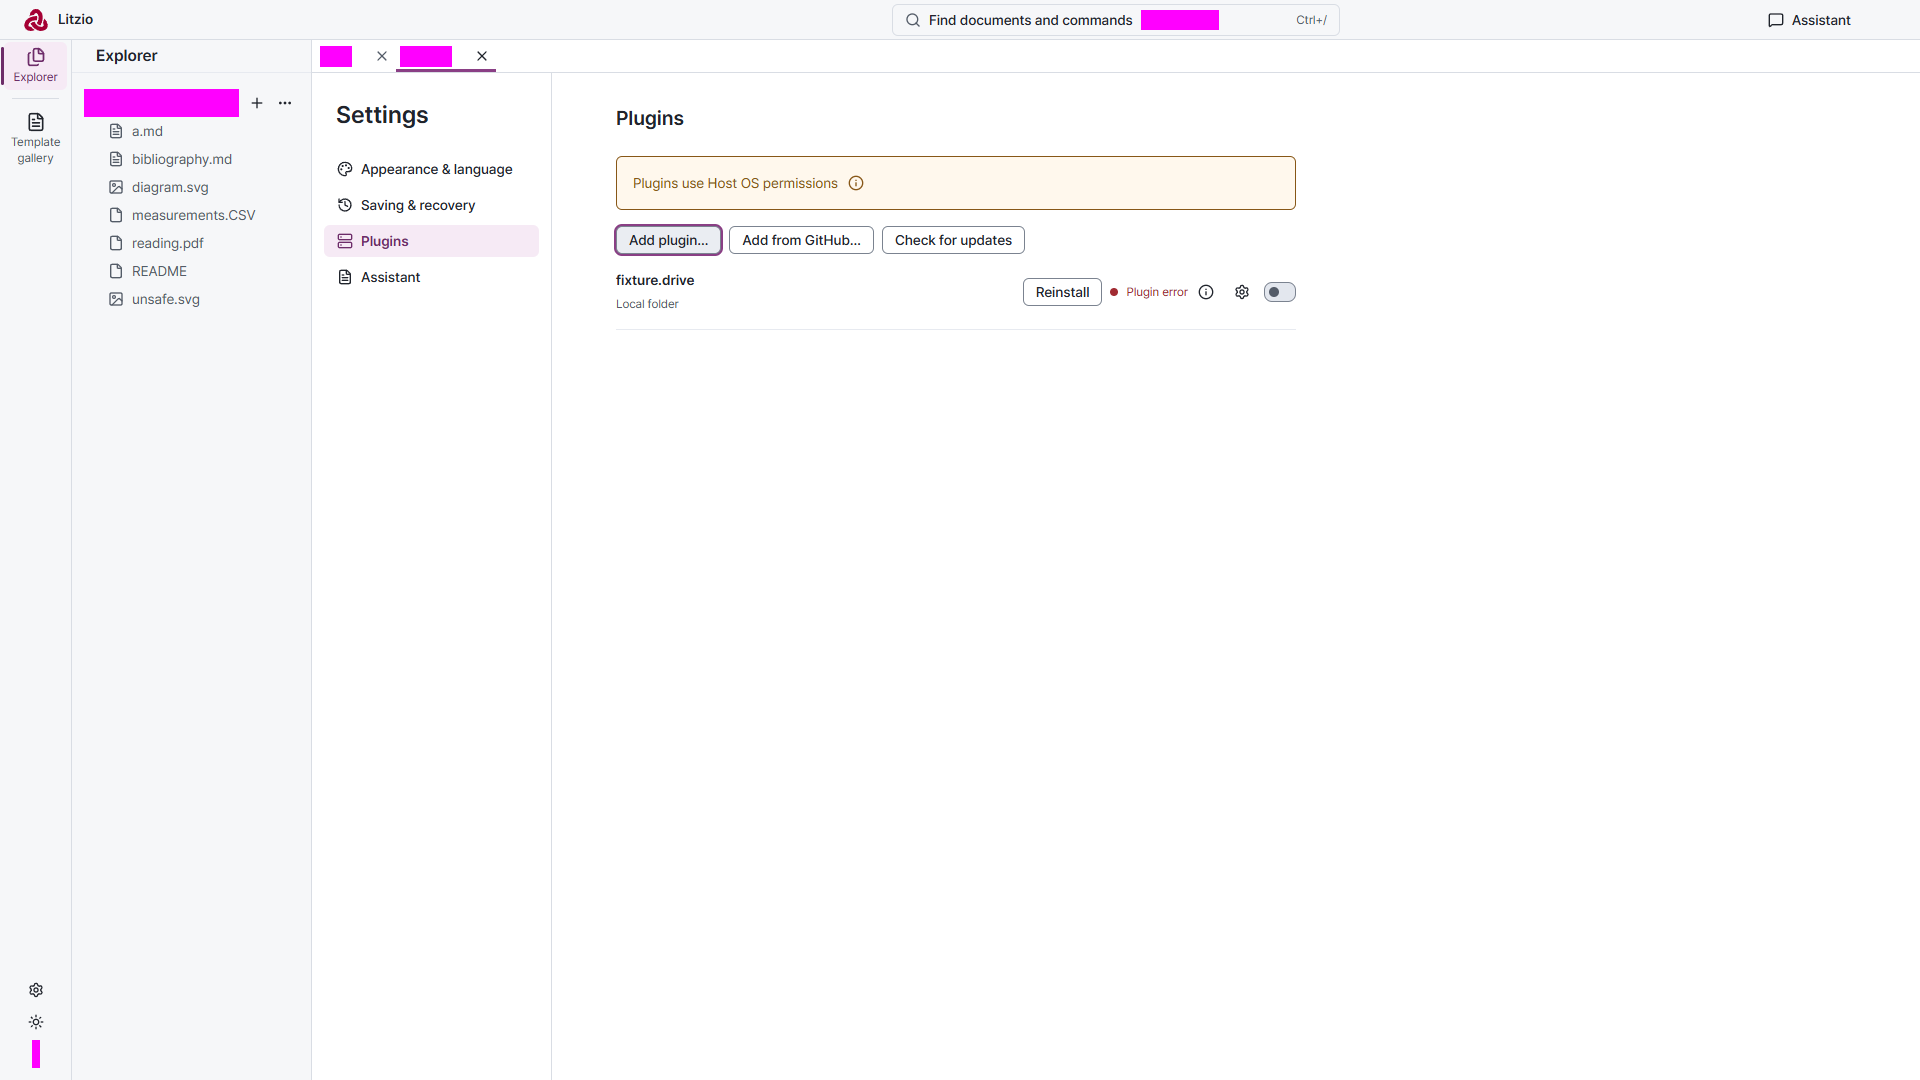 Litzio
Find documents and commands
Ctrl+/
Assistant
Explorer
Template
gallery
Explorer
a.md
bibliography.md
diagram.svg
measurements.CSV
reading.pdf
README
unsafe.svg
Settings
Appearance & language
Saving & recovery
Plugins
Assistant
Plugins
Plugins use Host OS permissions
Add plugin...
Add from GitHub...
Check for updates
fixture.drive
Local folder
Reinstall
Plugin error